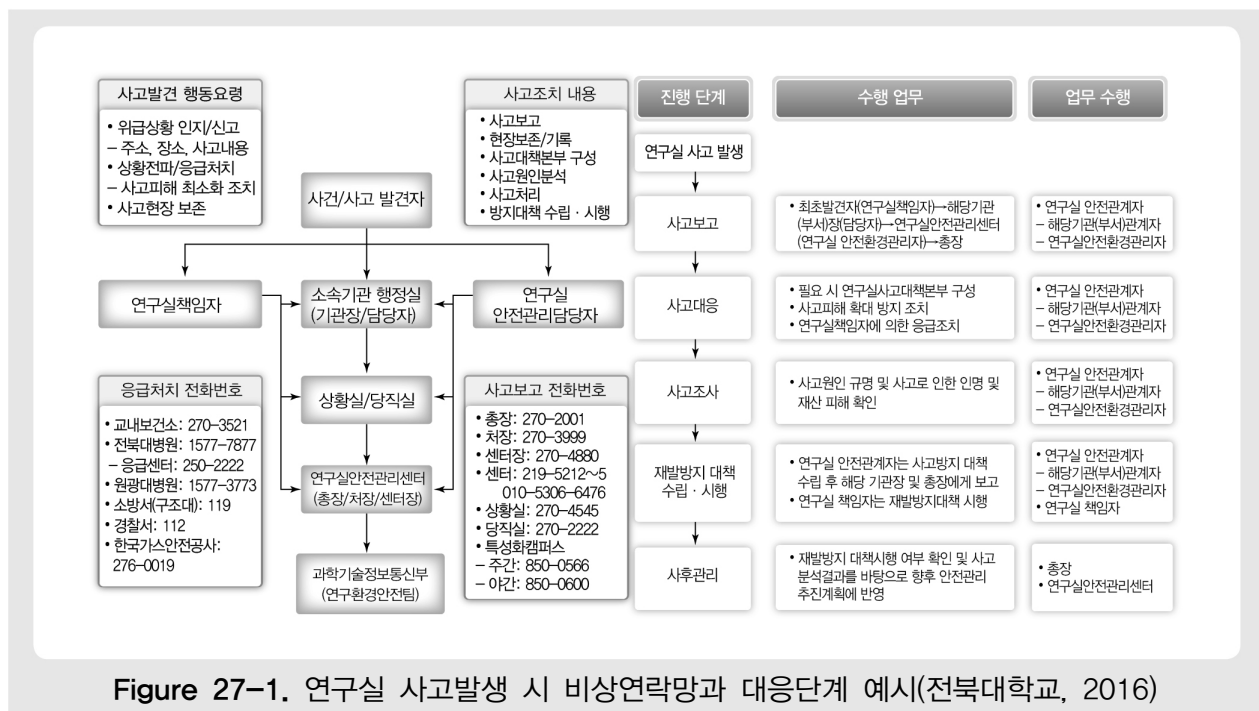 사고발견 행동요령
• 위급상황 인지/신고
– 주소, 장소, 사고내용
• 상황전파/응급처치
– 사고피해 최소화 조치
• 사고현장 보존
사건/사고 발견자
사고조치 내용
• 사고보고
• 현장보존/기록
• 사고대책본부 구성
• 사고원인분석
• 사고처리
• 방지대책 수립 · 시행
연구실책임자
소속기관 행정실
(기관장/담당자)
연구실
안전관리담당자
상황실/당직실
연구실안전관리센터
(총장/처장/센터장)
과학기술정보통신부
(연구환경안전팀)
응급처치 전화번호
• 교내보건소: 270–3521
• 전북대병원: 1577–7877
– 응급센터: 250–2222
• 원광대병원: 1577–3773
• 소방서(구조대): 119
• 경찰서: 112
• 한국가스안전공사:
276–0019
사고보고 전화번호
• 총장: 270–2001
• 처장: 270–3999
• 센터장: 270–4880
• 센터: 219–5212~5
010–5306–6476
• 상황실: 270–4545
• 당직실: 270–2222
• 특성화캠퍼스
– 주간: 850–0566
– 야간: 850–0600
진행 단계
수행 업무
업무 수행
연구실 사고 발생
사고보고
• 최초발견자(연구실책임자)→해당기관
(부서)장(담당자)→연구실안전관리센터
(연구실 안전환경관리자)→총장
• 연구실 안전관계자
– 해당기관(부서)관계자
– 연구실안전환경관리자
사고대응
• 필요 시 연구실사고대책본부 구성
• 사고피해 확대 방지 조치
• 연구실책임자에 의한 응급조치
• 연구실 안전관계자
– 해당기관(부서)관계자
– 연구실안전환경관리자
사고조사
• 사고원인 규명 및 사고로 인한 인명 및
재산 피해 확인
• 연구실 안전관계자
– 해당기관(부서)관계자
– 연구실안전환경관리자
재발방지 대책
수립 · 시행
• 연구실 안전관계자는 사고방지 대책
수립 후 해당 기관장 및 총장에게 보고
• 연구실 책임자는 재발방지대책 시행
• 연구실 안전관계자
– 해당기관(부서)관계자
– 연구실안전환경관리자
• 연구실 책임자
사후관리
• 재발방지 대책시행 여부 확인 및 사고
분석결과를 바탕으로 향후 안전관리
추진계획에 반영
• 총장
• 연구실안전관리센터
Figure 27–1. 연구실 사고발생 시 비상연락망과 대응단계 예시(전북대학교, 2016)